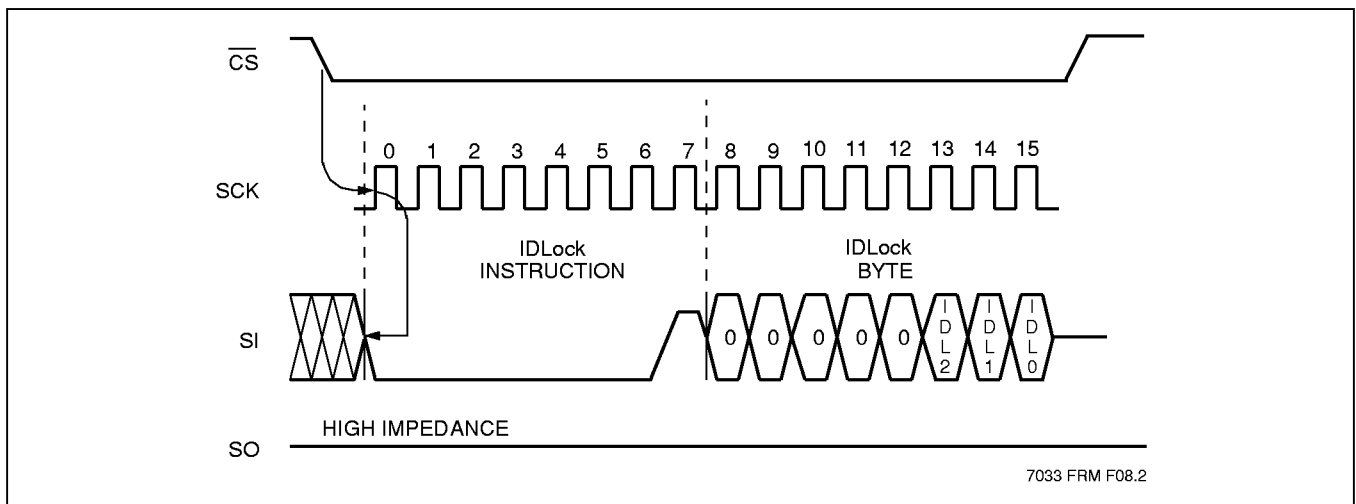 CS
0 1 2 3 4 5 6 7 8 9 10 11 12 13 14 15
SCK
IDLock
INSTRUCTION
IDLock
BYTE
SI
0 0 0 0 0 IDL2 IDL1 IDL0
HIGH IMPEDANCE
SO
7033 FRM F08.2